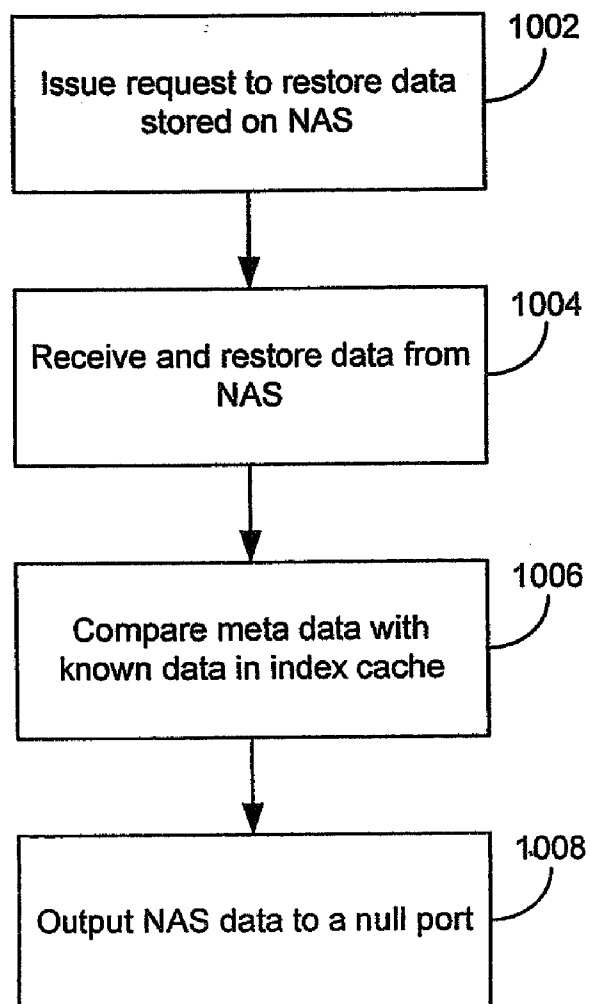 1002
Issue request to restore data
stored on NAS
1004
Receive and restore data from
NAS
1006
Compare meta data with
known data in index cache
1008
Output NAS data to a null port